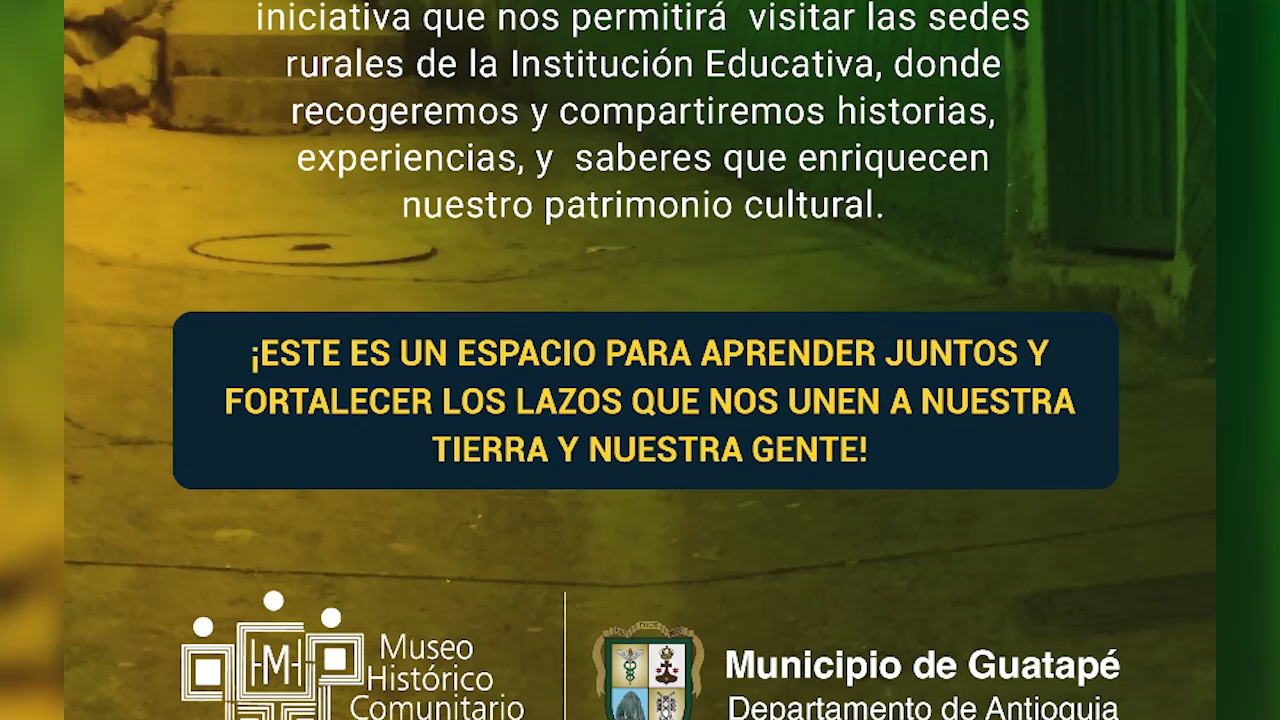 iniciativa que nos permitirá visitar las sedes
rurales de la Institución Educativa, donde
recogeremos y compartiremos historias,
experiencias, y saberes que enriquecen
nuestro patrimonio cultural.
¡ESTE ES UN ESPACIO PARA APRENDER JUNTOS Y
FORTALECER LOS LAZOS QUE NOS UNEN A NUESTRA
TIERRA Y NUESTRA GENTE!
HMH
Museo
Histórico
Comunitario
DIOS
Municipio de Guatapé
Departamento de Antioquia